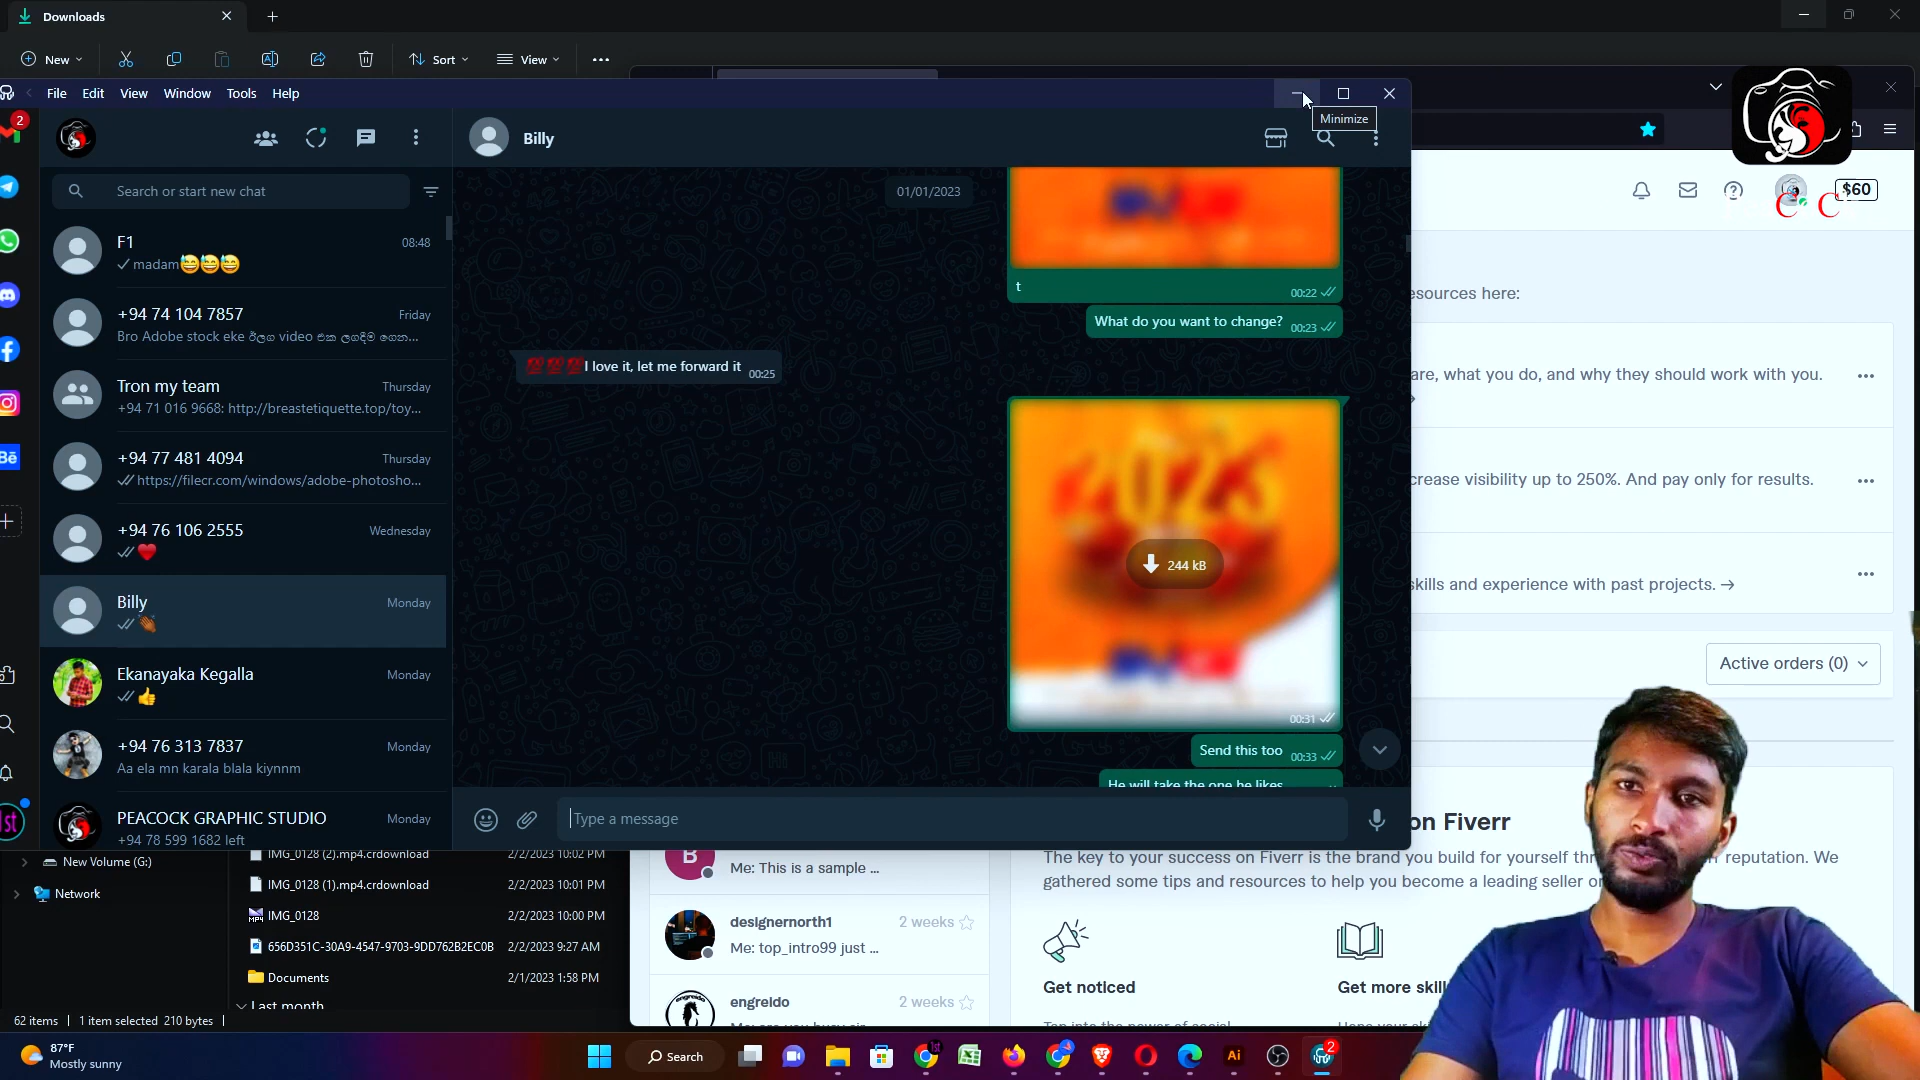 Downloads
New
Sort
View
File Edit View Window Tools Help
Minimize
2
Billy
$60
Search or start new chat
01/01/2023
F1 08:48
madam😅😅😅
t
00:22
esources here:
+94 74 104 7857 Friday
Bro Adobe stock eke ඊලග video එක ලගදීම ගෙන...
What do you want to change? 00:23
💯💯💯I love it, let me forward it 00:25
are, what you do, and why they should work with you.
Tron my team Thursday
+94 71 016 9668: http://breastetiquette.top/toy...
2023
+94 77 481 4094 Thursday
https://filecr.com/windows/adobe-photosho...
crease visibility up to 250%. And pay only for results.
+94 76 106 2555 Wednesday
❤️
244 kB
skills and experience with past projects. →
Billy Monday
👏🏾
Bē
Active orders (0)
Ekanayaka Kegalla Monday
👍
00:31
+94 76 313 7837 Monday
Aa ela mn karala blala kiynnm
Send this too 00:33
He will take the one he likes
PEACOCK GRAPHIC STUDIO Monday
+94 78 599 1682 left
1st
Type a message
on Fiverr
New Volume (G:)
IMG_0128 (2).mp4.crdownload 2/2/2023 10:02 PM
B
Me: This is a sample ...
The key to your success on Fiverr is the brand you build for yourself thr reputation. We
gathered some tips and resources to help you become a leading seller o
IMG_0128 (1).mp4.crdownload 2/2/2023 10:01 PM
Network
IMG_0128 2/2/2023 10:00 PM
designernorth1 2 weeks
Me: top_intro99 just ...
656D351C-30A9-4547-9703-9DD762B2EC0B 2/2/2023 9:27 AM
Documents 2/1/2023 1:58 PM
Get noticed
Get more skil
Last month
engreido 2 weeks
62 items 1 item selected 210 bytes
87°F
Mostly sunny
Search
1st
Ai
2